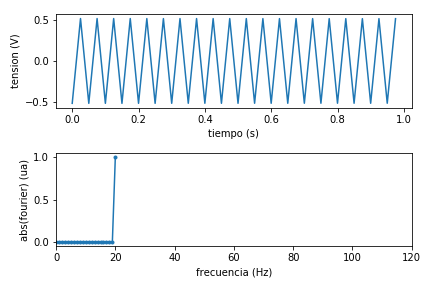 0.5
0.0
−0.5
tension (V)
0.0 0.2 0.4 0.6 0.8 1.0
tiempo (s)
1.0
0.5
0.0
abs(fourier) (ua)
0 20 40 60 80 100 120
frecuencia (Hz)